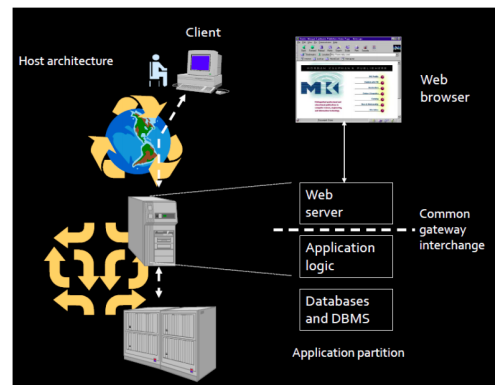 Client
Host architecture
Web
browser
Web
server
Common
gateway
interchange
Application
logic
Databases
and DBMS
Application partition